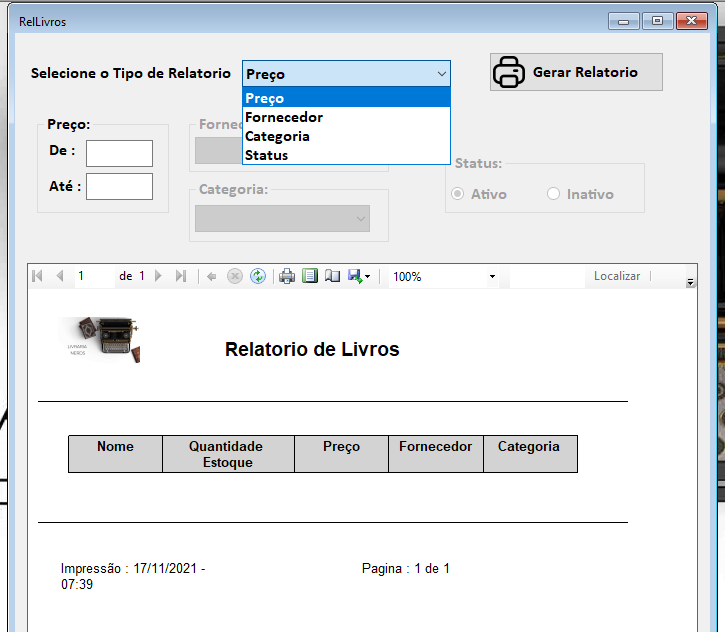 RelLivros
Selecione o Tipo de Relatorio
Preço
Gerar Relatorio
Preço
Fornecedor
Categoria
Status
Preço:
De :
Até :
Fornec
Categoria:
Status:
Ativo
Inativo
1 de 1
100%
Localizar
LIVRARIA
NERDS
Relatorio de Livros
Nome
Quantidade
Estoque
Preço
Fornecedor
Categoria
Impressão : 17/11/2021 -
07:39
Pagina : 1 de 1